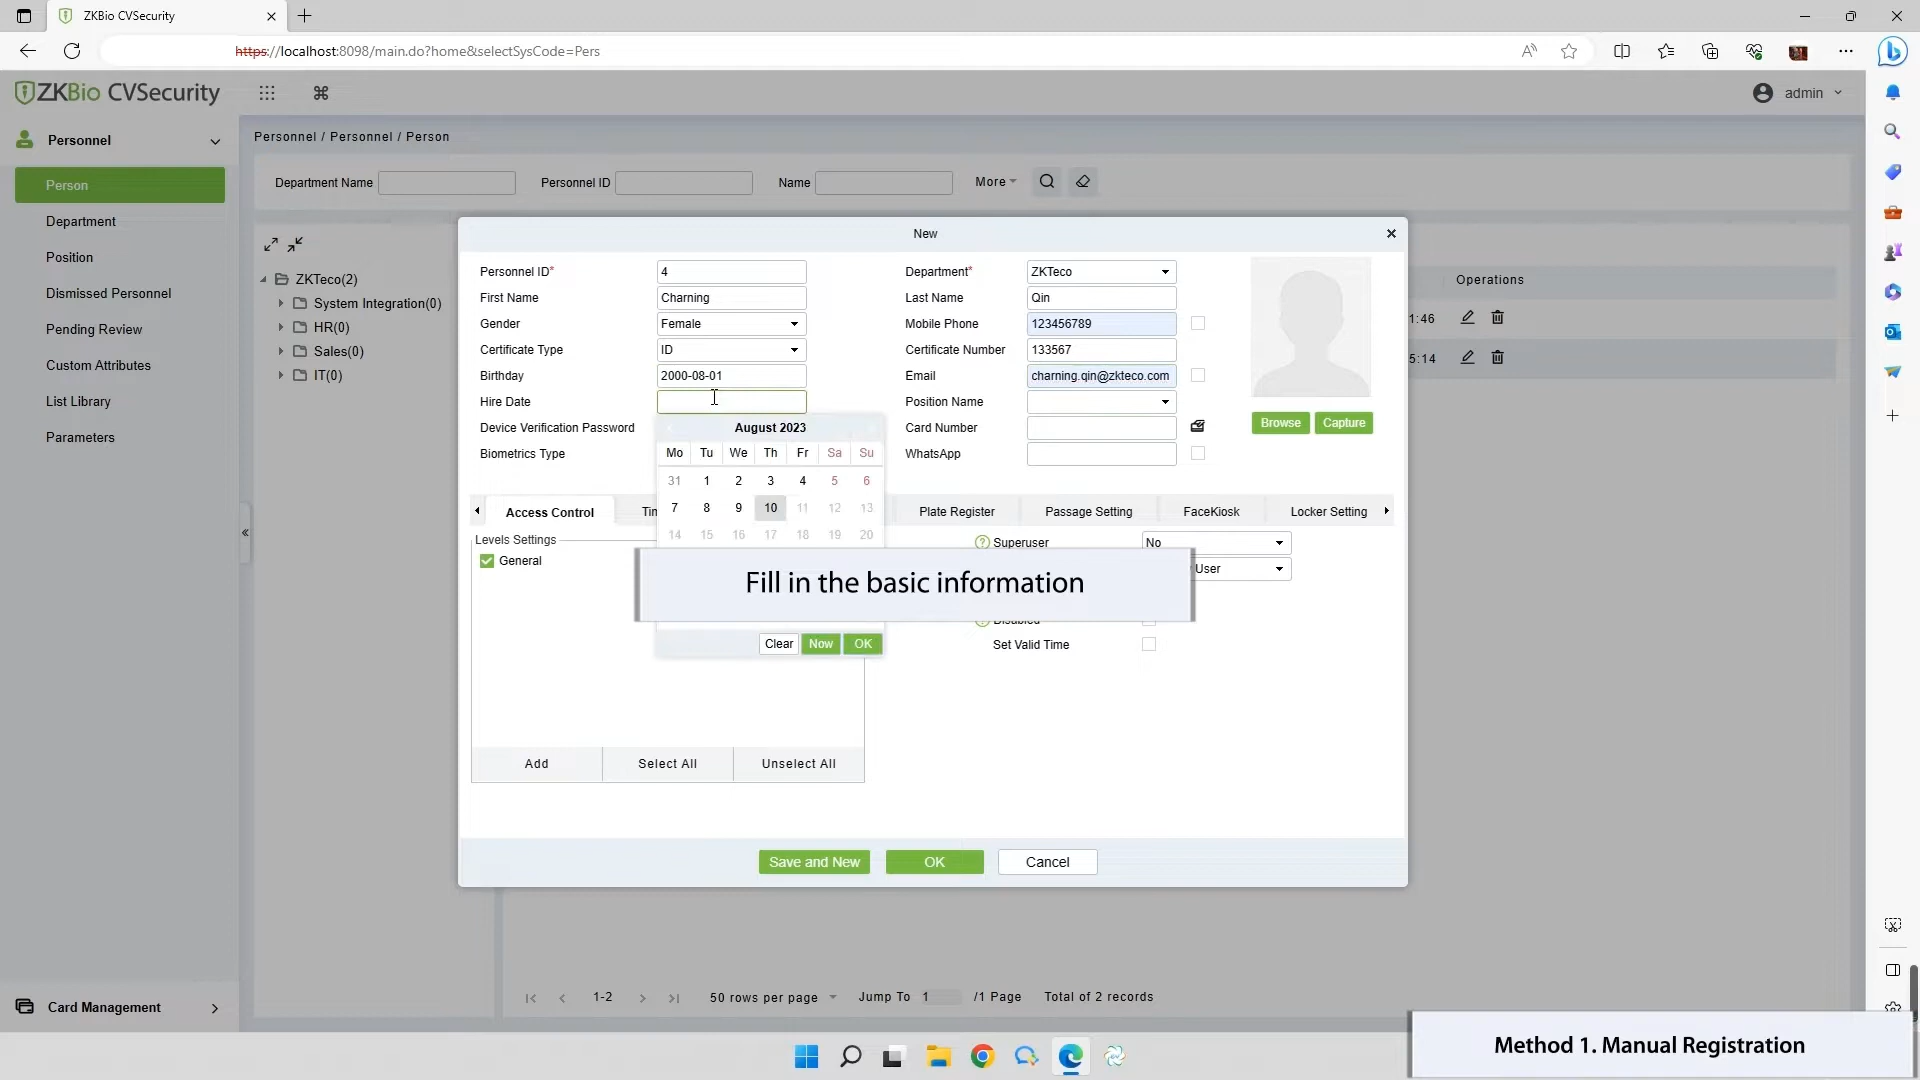 ZKBio CVSecurity
https://localhost:8098/main.do?home&selectSysCode=Pers
ZKBio CVSecurity
admin
Personnel
Person
Department
Position
Dismissed Personnel
Pending Review
Custom Attributes
List Library
Parameters
Card Management
Personnel / Personnel / Person
Department Name
Personnel ID
Name
More
ZKTeco(2)
System Integration(0)
HR(0)
Sales(0)
IT(0)
Operations
1:46
5:14
New
Personnel ID* 4
Department* ZKTeco
First Name Charning
Last Name Qin
Gender Female
Mobile Phone 123456789
Certificate Type ID
Certificate Number 133567
Birthday 2000-08-01
Email charning.qin@zkteco.com
Hire Date
Position Name
Device Verification Password
Card Number
Biometrics Type
WhatsApp
Browse Capture
August 2023
Mo Tu We Th Fr Sa Su
31 1 2 3 4 5 6
7 8 9 10 11 12 13
14 15 16 17 18 19 20
Clear Now OK
Access Control
Plate Register
Passage Setting
FaceKiosk
Locker Setting
Levels Settings
General
Superuser No
User
Disabled
Set Valid Time
Fill in the basic information
Add Select All Unselect All
Save and New OK Cancel
1-2 50 rows per page Jump To 1 /1 Page Total of 2 records
Method 1. Manual Registration